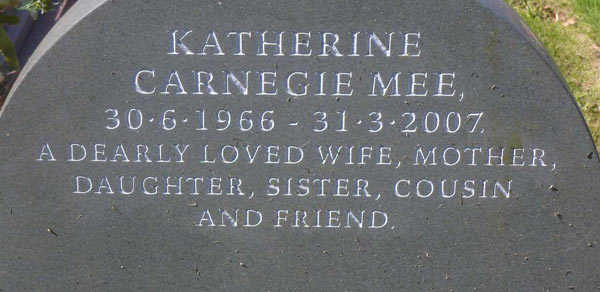 KATHERINE
CARNEGIE MEE,
30·6·1966 - 31·3·2007.
A DEARLY LOVED WIFE, MOTHER,
DAUGHTER, SISTER, COUSIN
AND FRIEND.